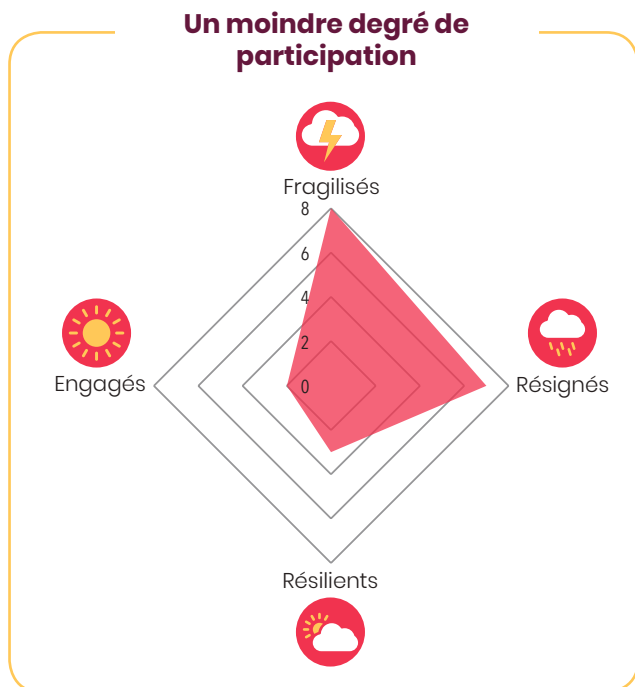 Un moindre degré de
participation
Fragilisés
8
6
4
2
0
Engagés
Résignés
Résilients